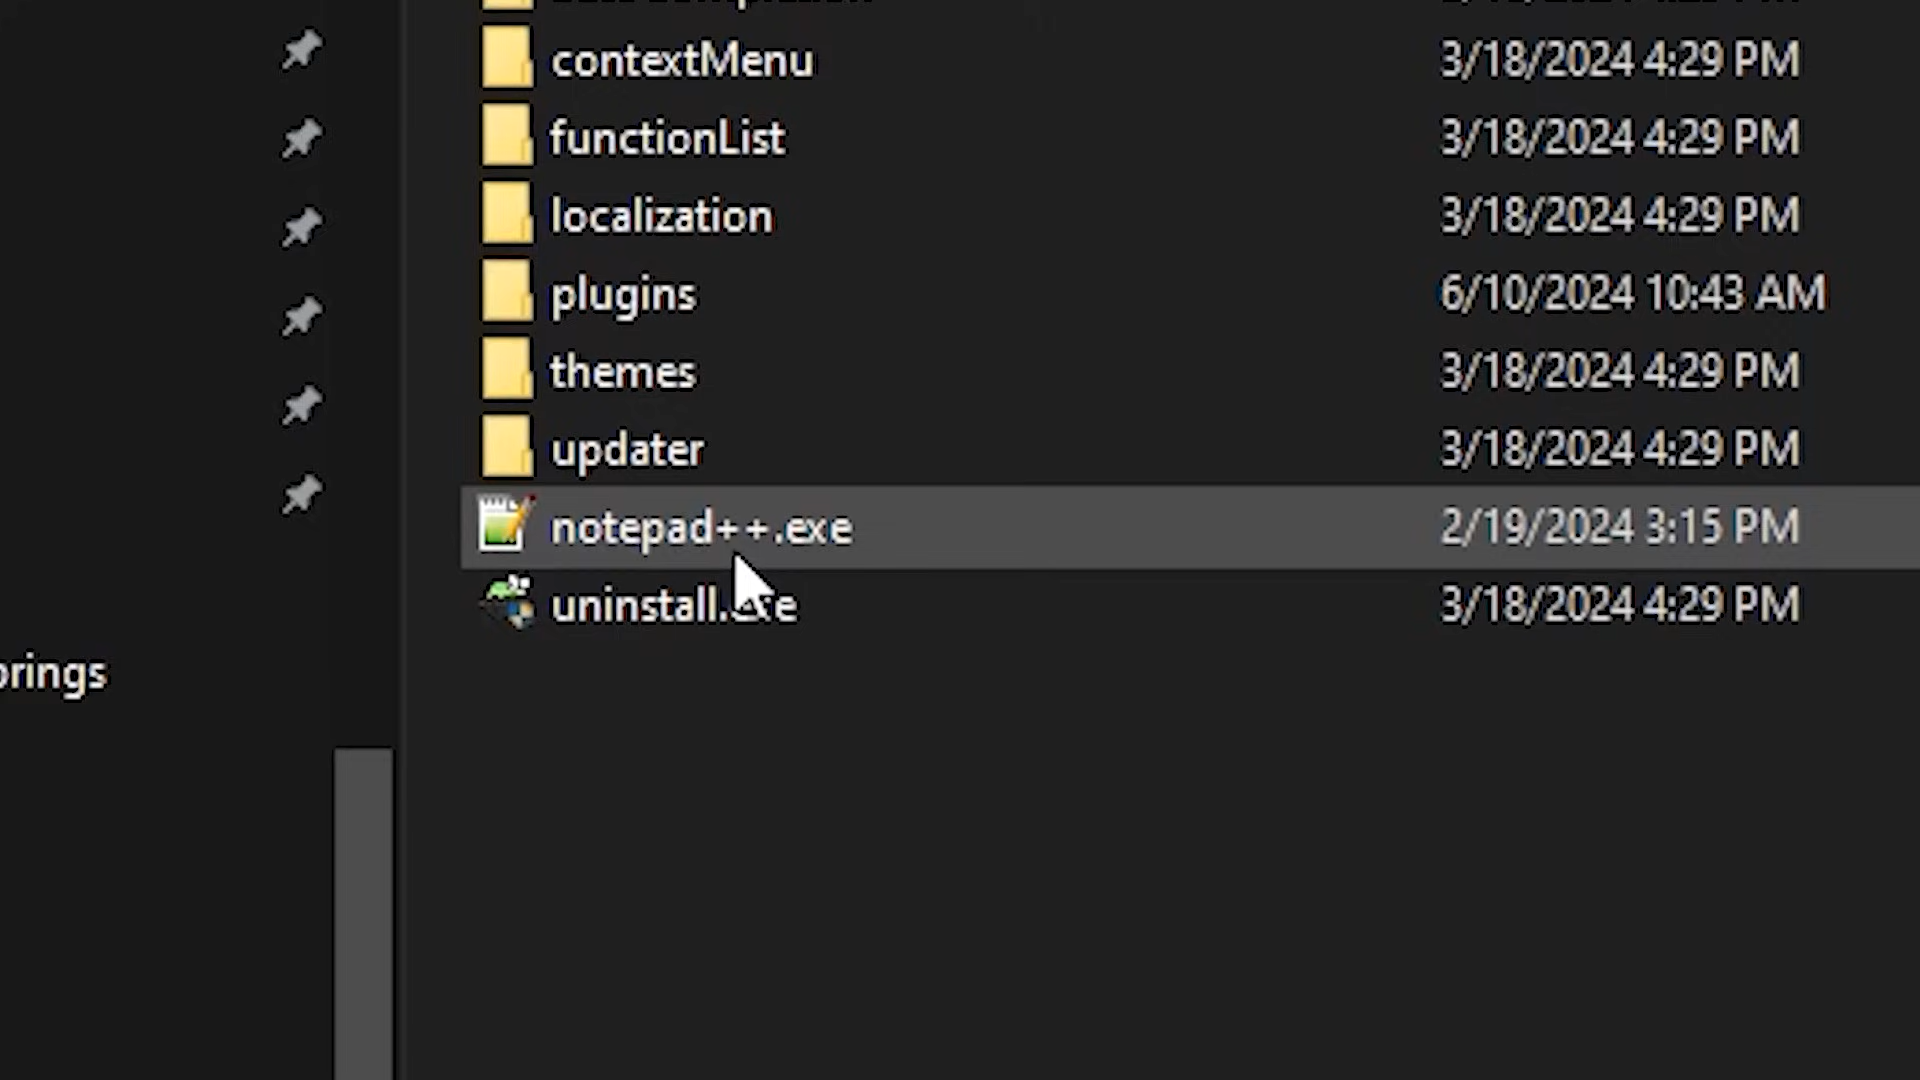 contextMenu 3/18/2024 4:29 PM
functionList 3/18/2024 4:29 PM
localization 3/18/2024 4:29 PM
plugins 6/10/2024 10:43 AM
themes 3/18/2024 4:29 PM
updater 3/18/2024 4:29 PM
notepad++.exe 2/19/2024 3:15 PM
uninstall.exe 3/18/2024 4:29 PM
orings